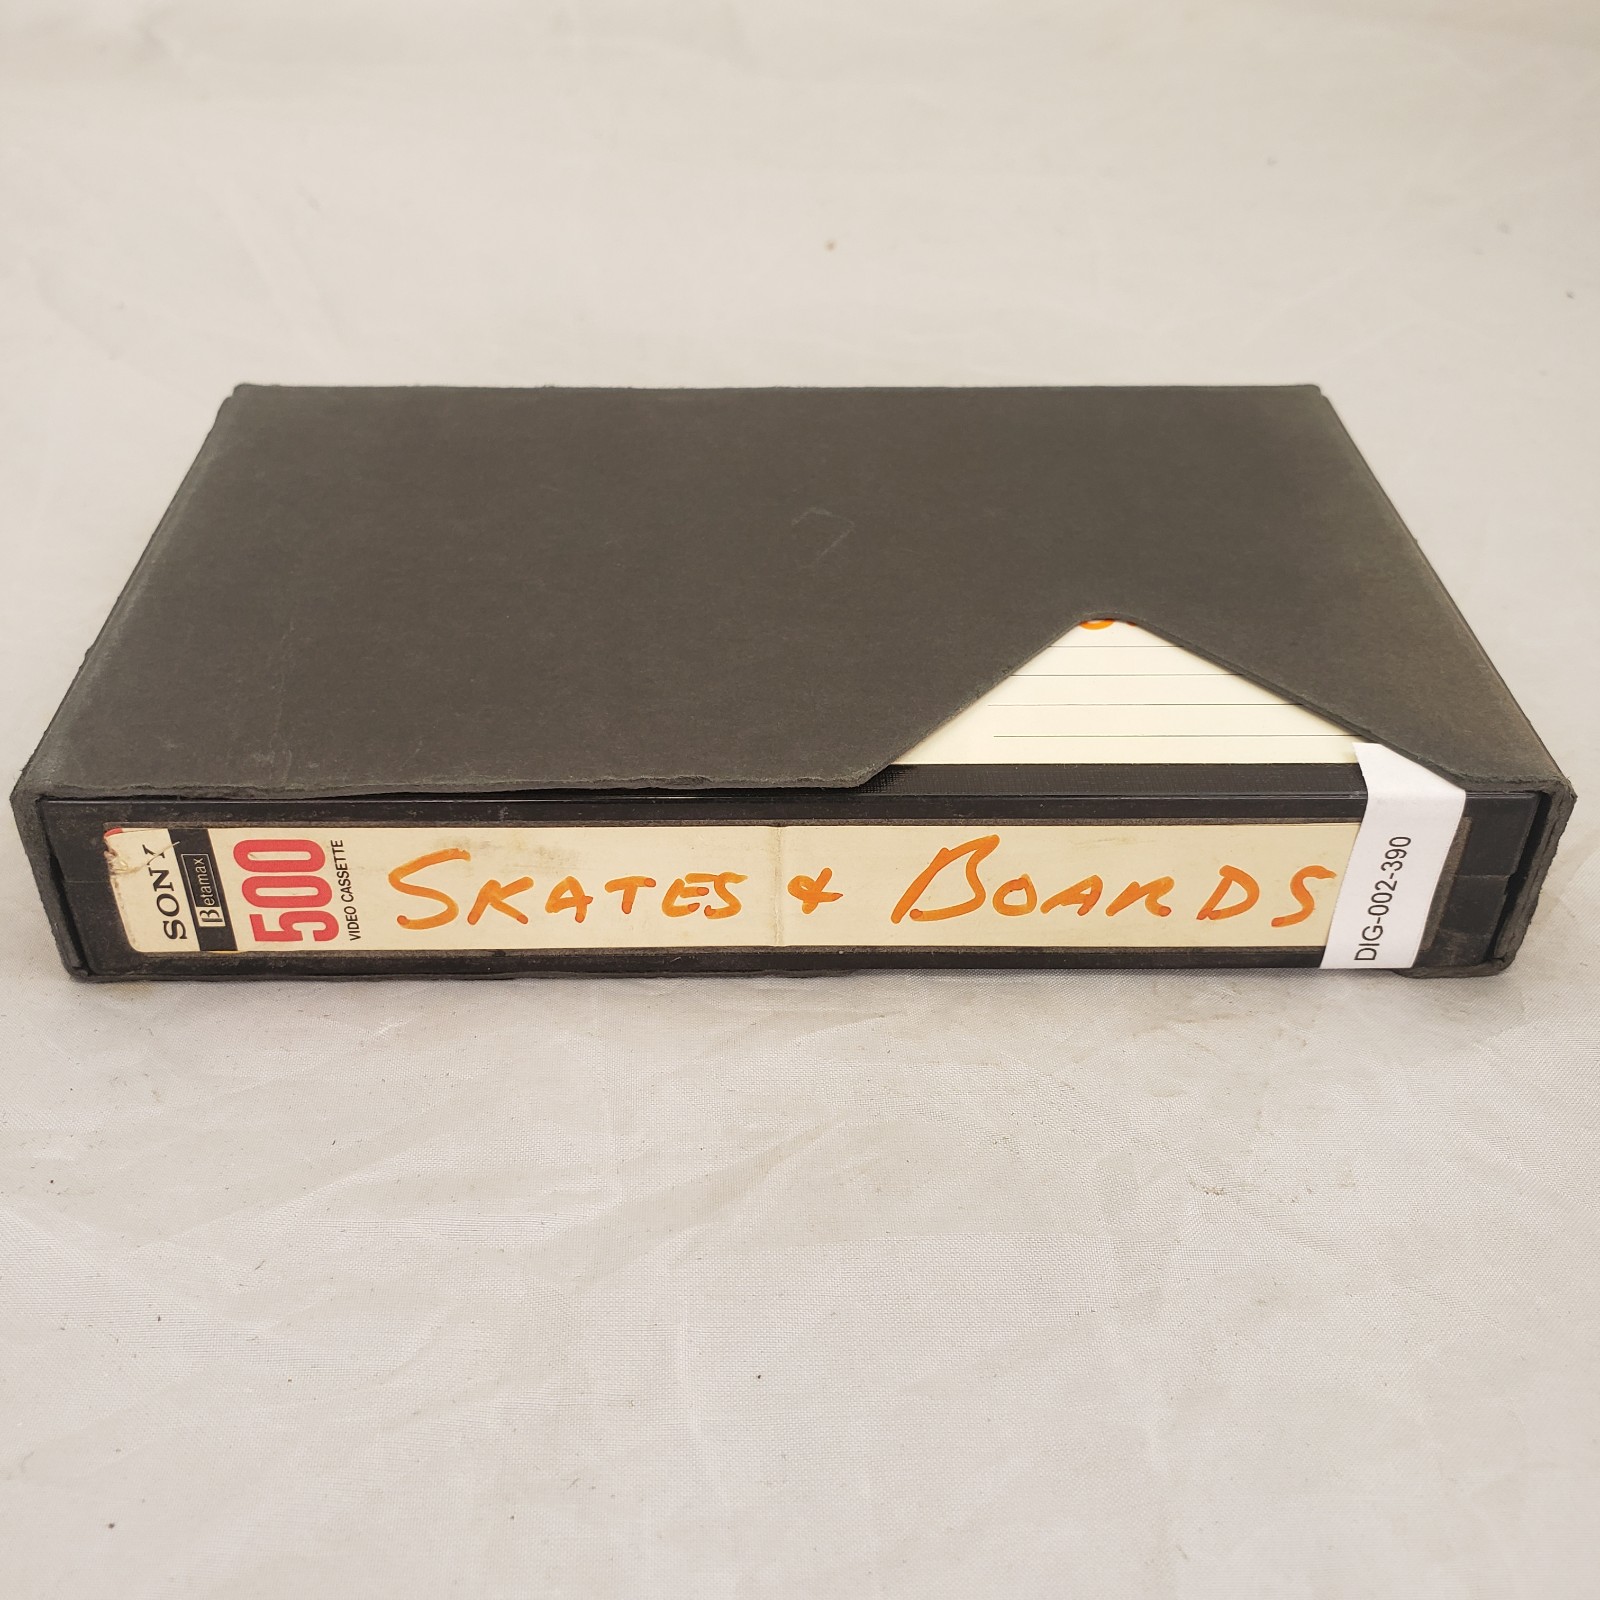 SONY
Betamax
500
VIDEO CASSETTE
SKATES & BOARDS
DIG-002-390